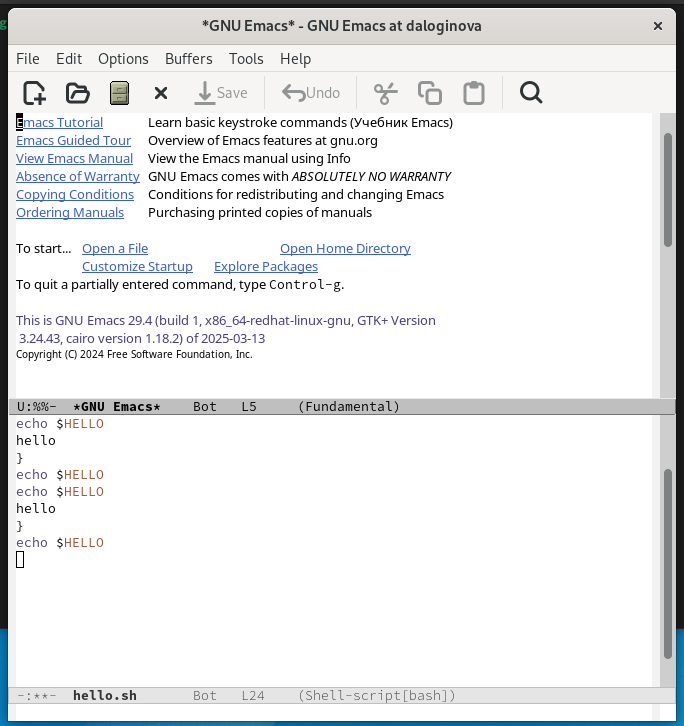 *GNU Emacs* - GNU Emacs at daloginova
File Edit Options Buffers Tools Help
Save Undo
Emacs Tutorial Learn basic keystroke commands (Учебник Emacs)
Emacs Guided Tour Overview of Emacs features at gnu.org
View Emacs Manual View the Emacs manual using Info
Absence of Warranty GNU Emacs comes with ABSOLUTELY NO WARRANTY
Copying Conditions Conditions for redistributing and changing Emacs
Ordering Manuals Purchasing printed copies of manuals
To start... Open a File Open Home Directory
Customize Startup Explore Packages
To quit a partially entered command, type Control-g.
This is GNU Emacs 29.4 (build 1, x86_64-redhat-linux-gnu, GTK+ Version
3.24.43, cairo version 1.18.2) of 2025-03-13
Copyright (C) 2024 Free Software Foundation, Inc.
U:%%- *GNU Emacs* Bot L5 (Fundamental)
echo $HELLO
hello
}
echo $HELLO
echo $HELLO
hello
}
echo $HELLO
-:**- hello.sh Bot L24 (Shell-script[bash])